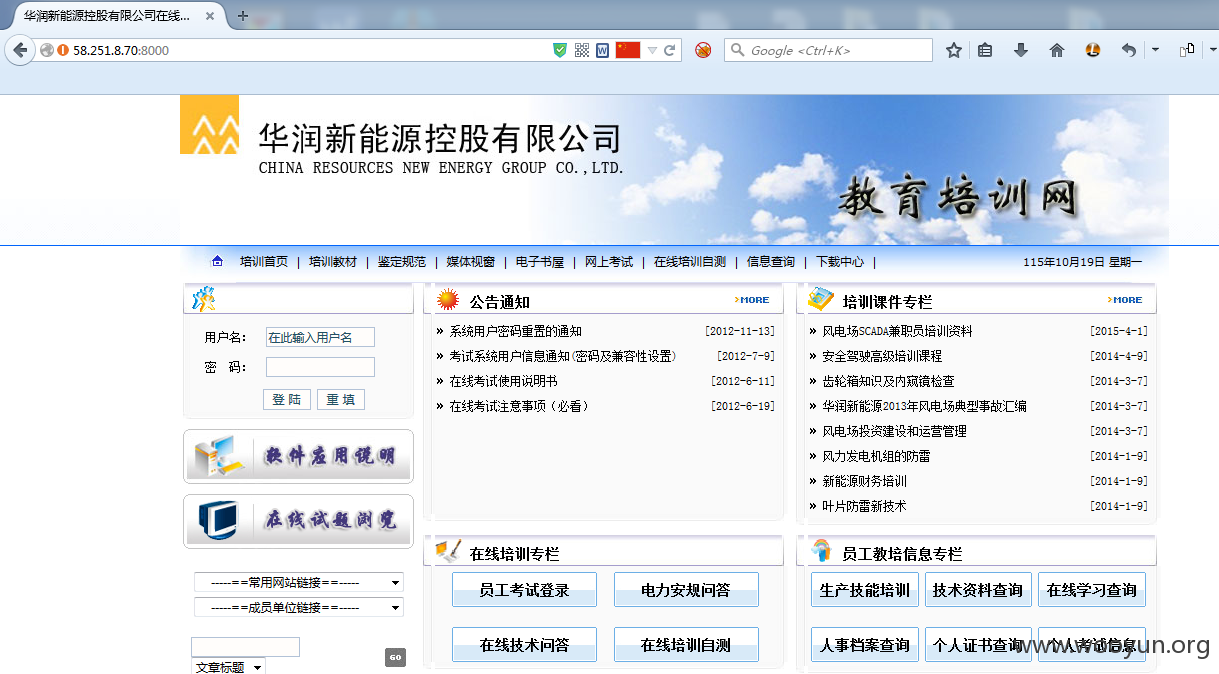 华润新能源控股有限公司在线...
58.251.8.70:8000
Google <Ctrl+K>
华润新能源控股有限公司
CHINA RESOURCES NEW ENERGY GROUP CO.,LTD.
教育培训网
培训首页 | 培训教材 | 鉴定规范 | 媒体视窗 | 电子书屋 | 网上考试 | 在线培训自测 | 信息查询 | 下载中心 |
115年10月19日 星期一
用户名： 在此输入用户名
密 码：
登 陆 重 填
软件应用说明
在线试题浏览
-----==常用网站链接==-----
-----==成员单位链接==-----
GO
文章标题
公告通知
>MORE
» 系统用户密码重置的通知 [2012-11-13]
» 考试系统用户信息通知(密码及兼容性设置) [2012-7-9]
» 在线考试使用说明书 [2012-6-11]
» 在线考试注意事项（必看） [2012-6-19]
培训课件专栏
>MORE
» 风电场SCADA兼职员培训资料 [2015-4-1]
» 安全驾驶高级培训课程 [2014-4-9]
» 齿轮箱知识及内窥镜检查 [2014-3-7]
» 华润新能源2013年风电场典型事故汇编 [2014-3-7]
» 风电场投资建设和运营管理 [2014-3-7]
» 风力发电机组的防雷 [2014-1-9]
» 新能源财务培训 [2014-1-9]
» 叶片防雷新技术 [2014-1-9]
在线培训专栏
员工考试登录 电力安规问答
在线技术问答 在线培训自测
员工教培信息专栏
生产技能培训 技术资料查询 在线学习查询
人事档案查询 个人证书查询 个人考试信息
www.wooyun.org